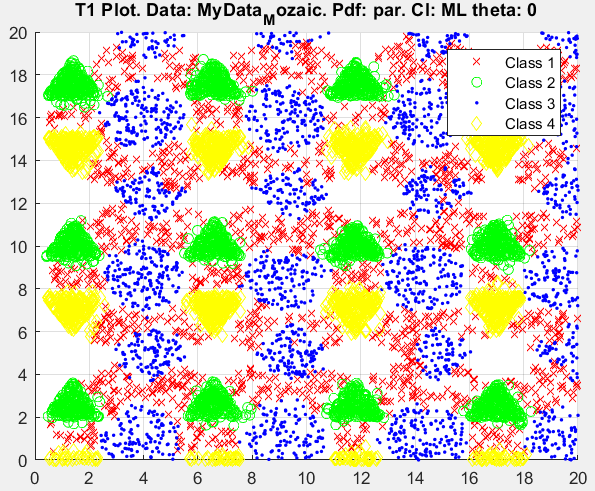 T1 Plot. Data: MyData_Mozaic. Pdf: par. Cl: ML theta: 0
20
18
16
14
12
10
8
6
4
2
0
Class 1
Class 2
Class 3
Class 4
0 2 4 6 8 10 12 14 16 18 20